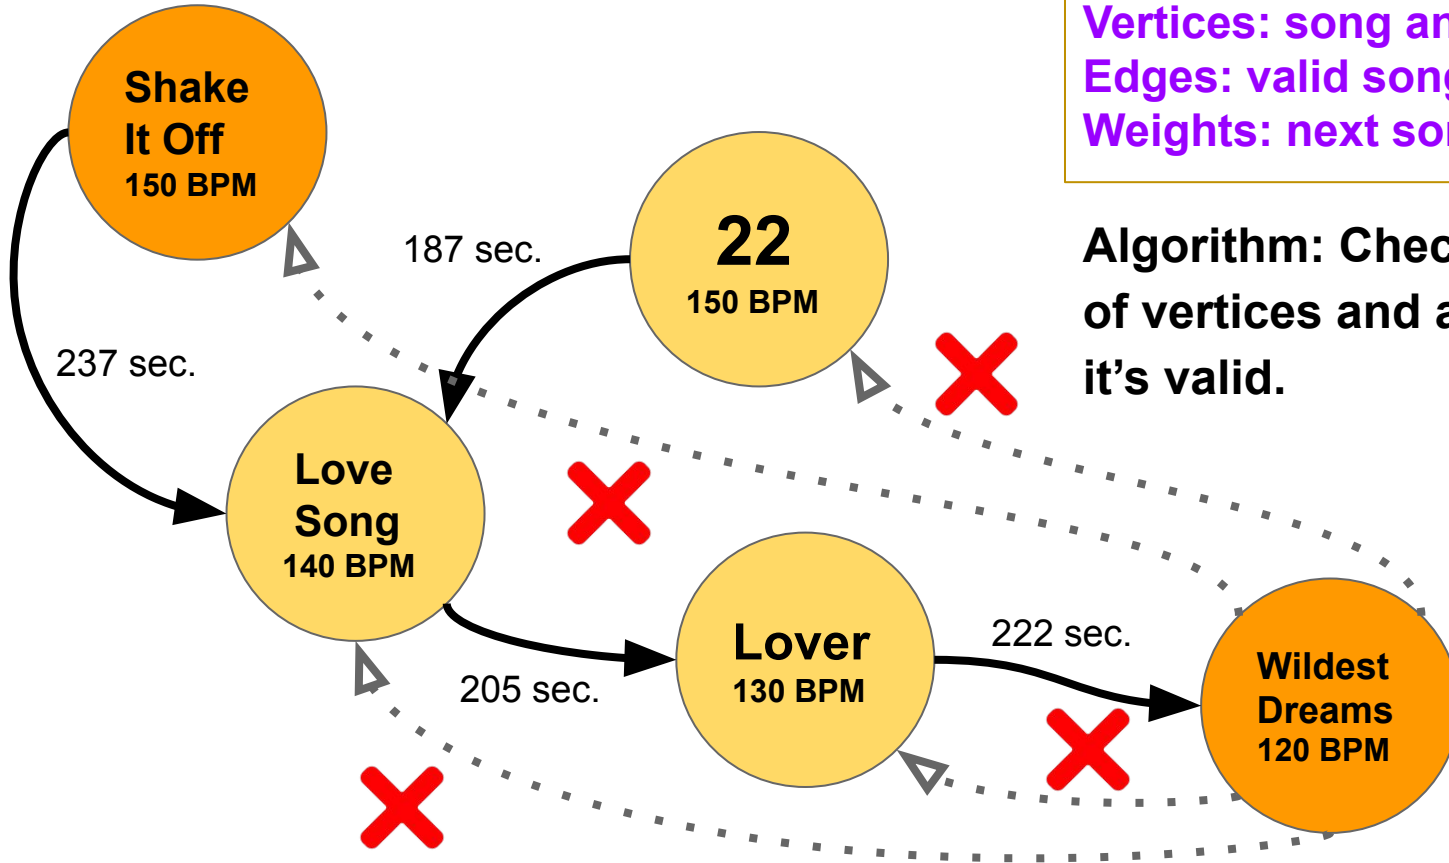 Vertices: song an
Edges: valid song
Weights: next so
Algorithm: Chec
of vertices and a
it's valid.
Shake
It Off
150 BPM
22
150 BPM
187 sec.
237 sec.
Love
Song
140 BPM
205 sec.
Lover
130 BPM
222 sec.
Wildest
Dreams
120 BPM